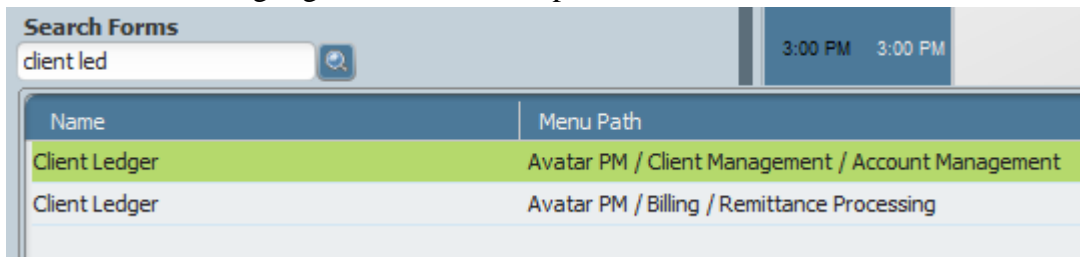 Search Forms
client led
3:00 PM 3:00 PM
Name Menu Path
Client Ledger Avatar PM / Client Management / Account Management
Client Ledger Avatar PM / Billing / Remittance Processing